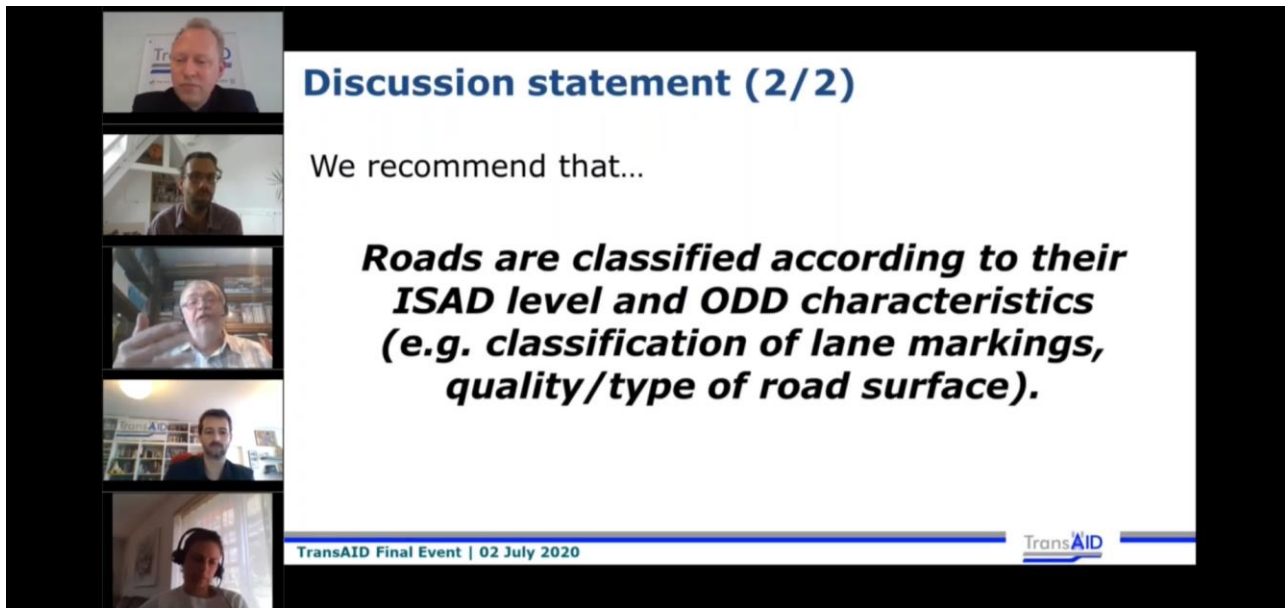 Discussion statement (2/2)
We recommend that...
Roads are classified according to their
ISAD level and ODD characteristics
(e.g. classification of lane markings,
quality/type of road surface).
TransAID Final Event | 02 July 2020
TransAID
TransAID